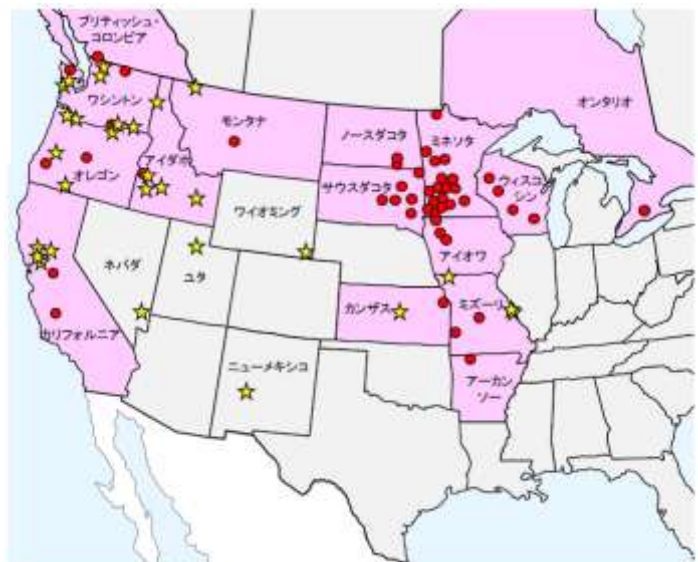 ブリティッシュ・
コロンビア
ワシントン
モンタナ
ノースダコタ
ミネソタ
オンタリオ
アイダホ
オレゴン
サウスダコタ
ウィスコン
シン
ワイオミング
アイオワ
ネバダ
ユタ
カンザス
ミズーリ
カリフォルニア
ニューメキシコ
アーカン
ソー